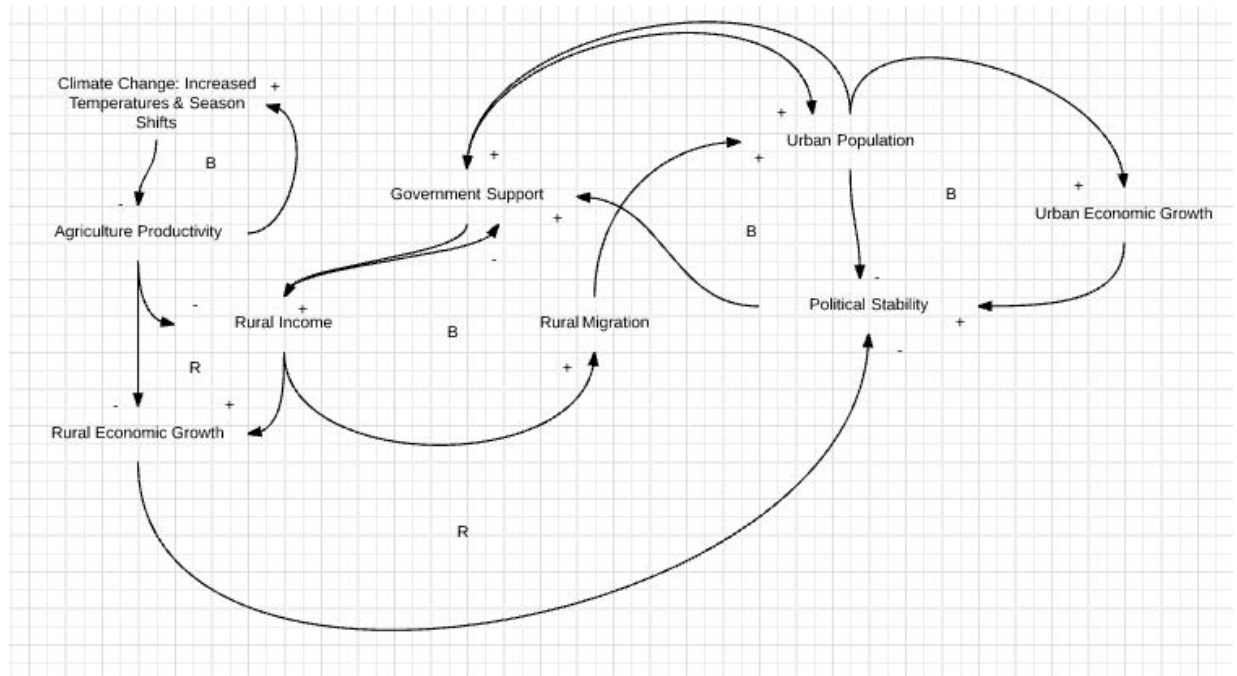 Climate Change: Increased
Temperatures & Season
Shifts
+
B
-
Agriculture Productivity
+
Government Support
+
-
+
Urban Population
+
B
B
+
Urban Economic Growth
-
Political Stability
+
-
-
+
Rural Income
B
Rural Migration
+
R
-
+
Rural Economic Growth
R